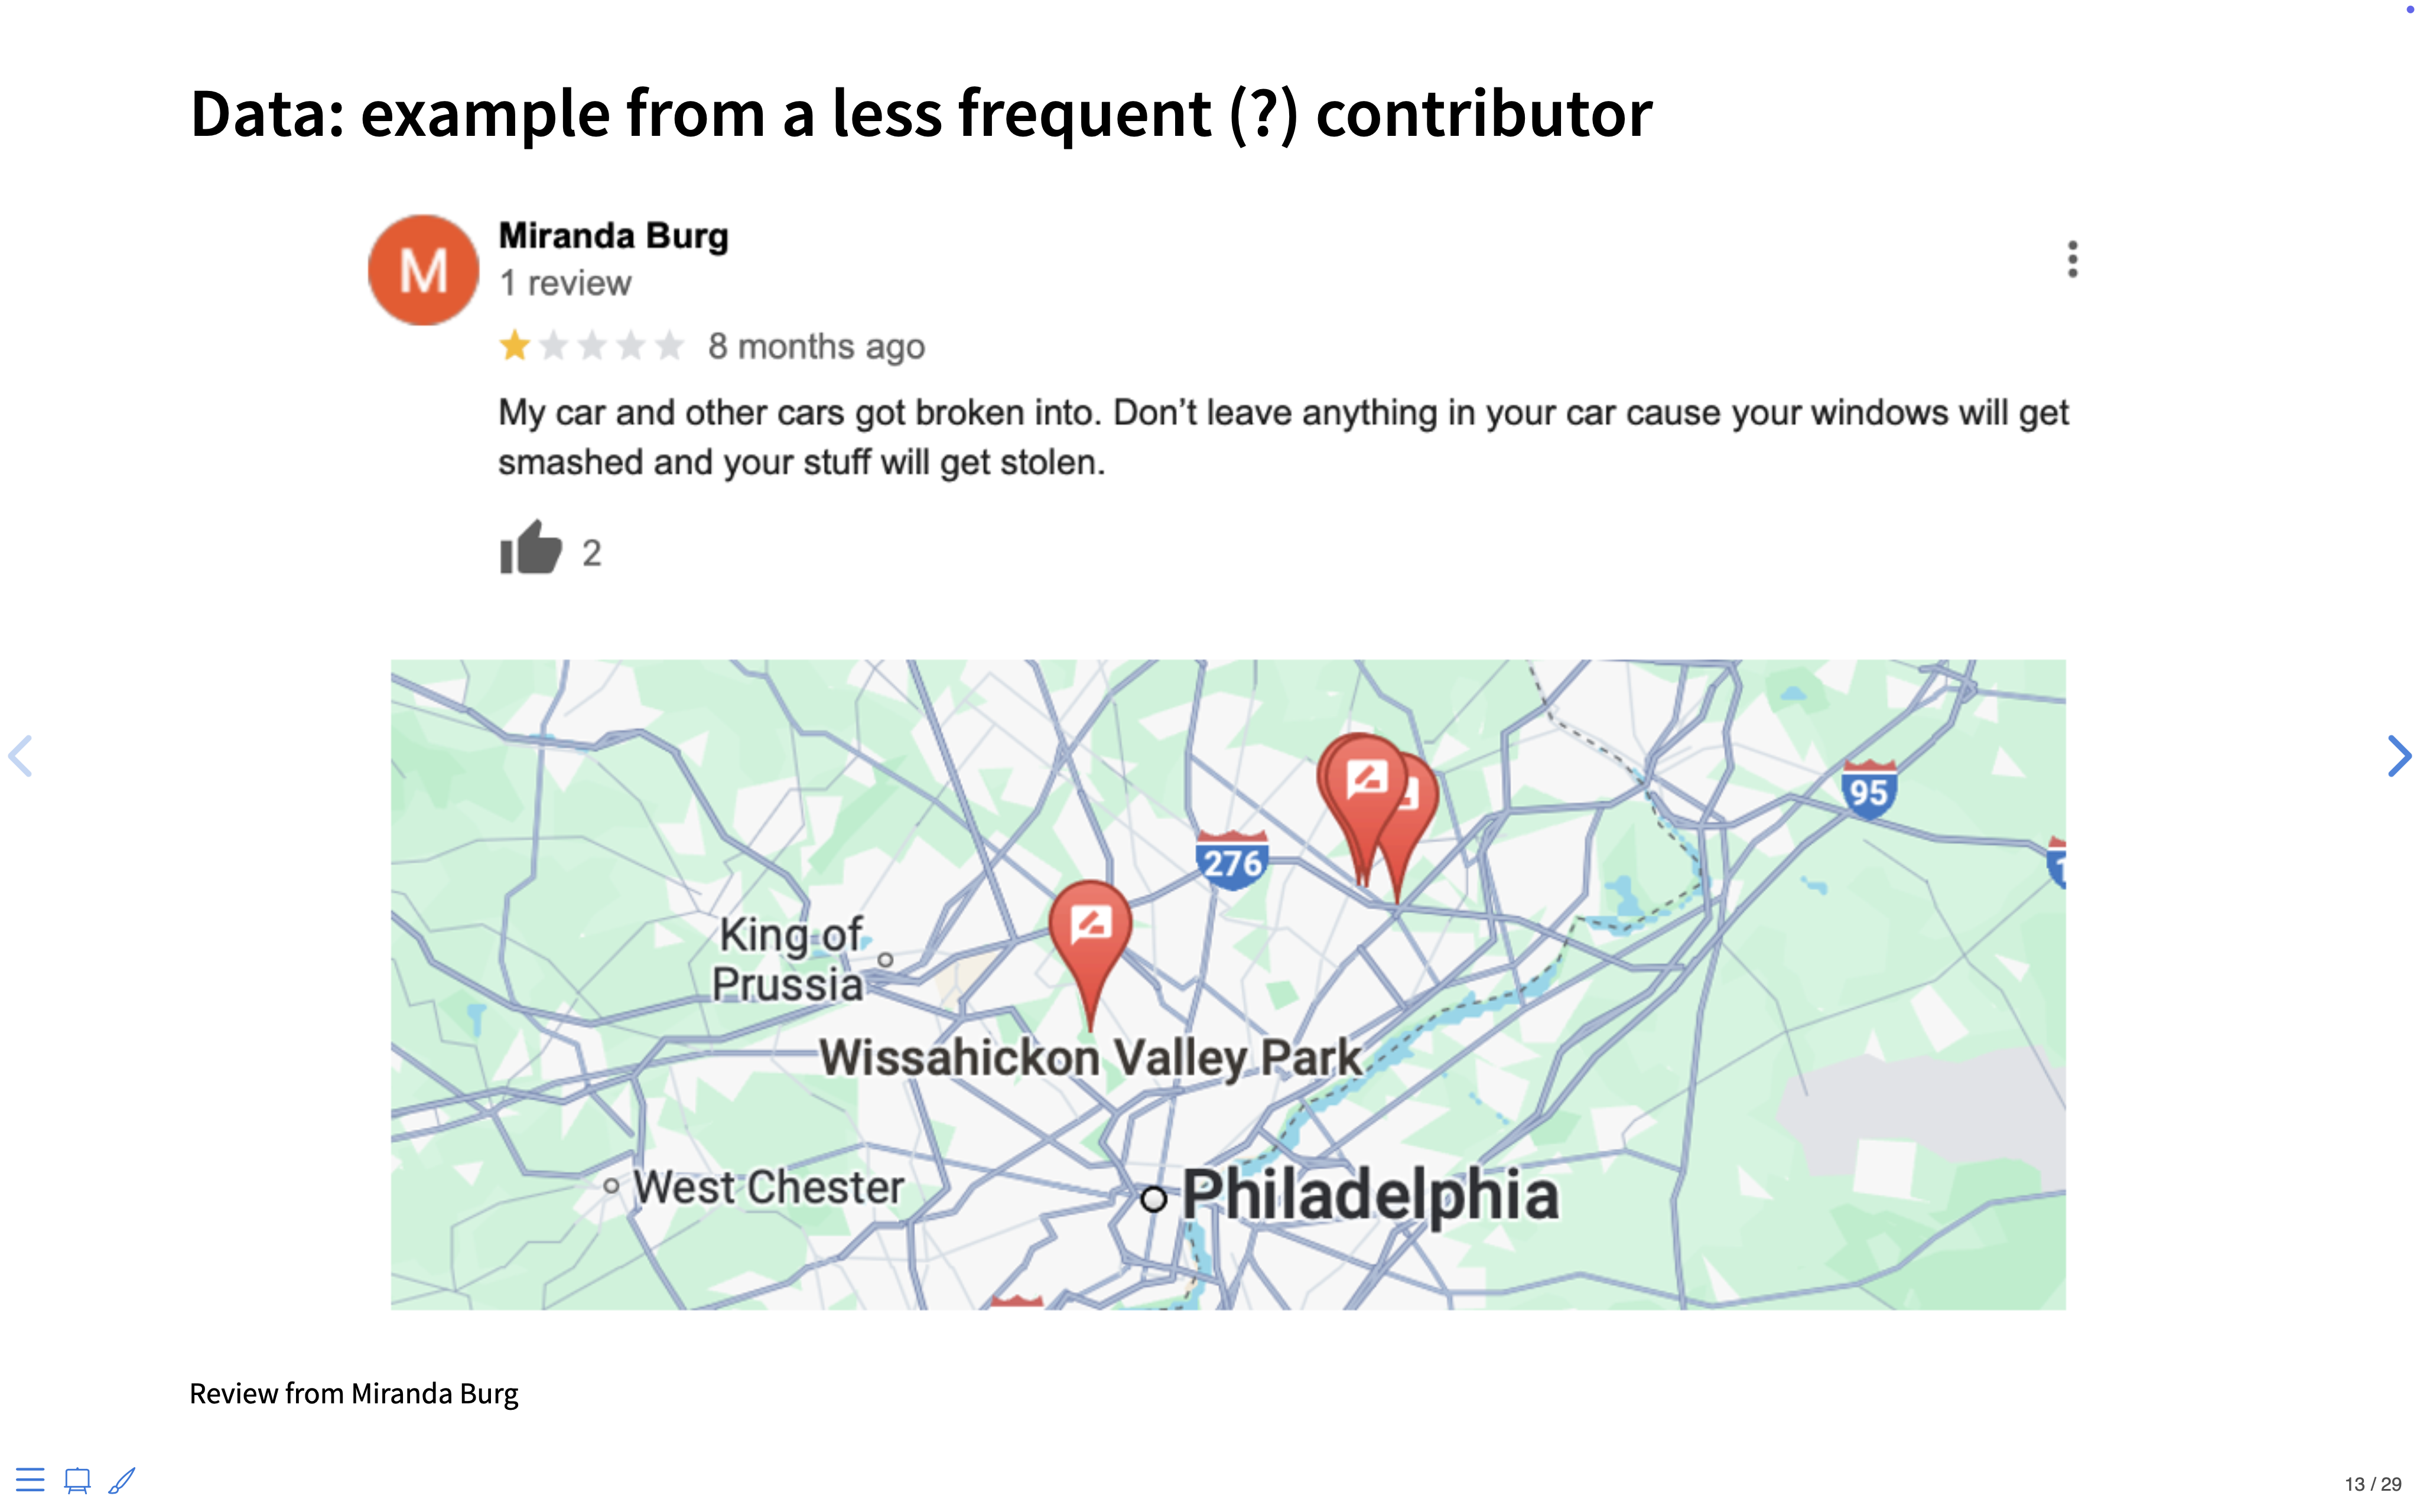 Data: example from a less frequent (?) contributor
M
Miranda Burg
1 review
8 months ago
My car and other cars got broken into. Don’t leave anything in your car cause your windows will get
smashed and your stuff will get stolen.
2
95
276
1
King of
Prussia
Wissahickon Valley Park
West Chester
Philadelphia
Review from Miranda Burg
13 / 29